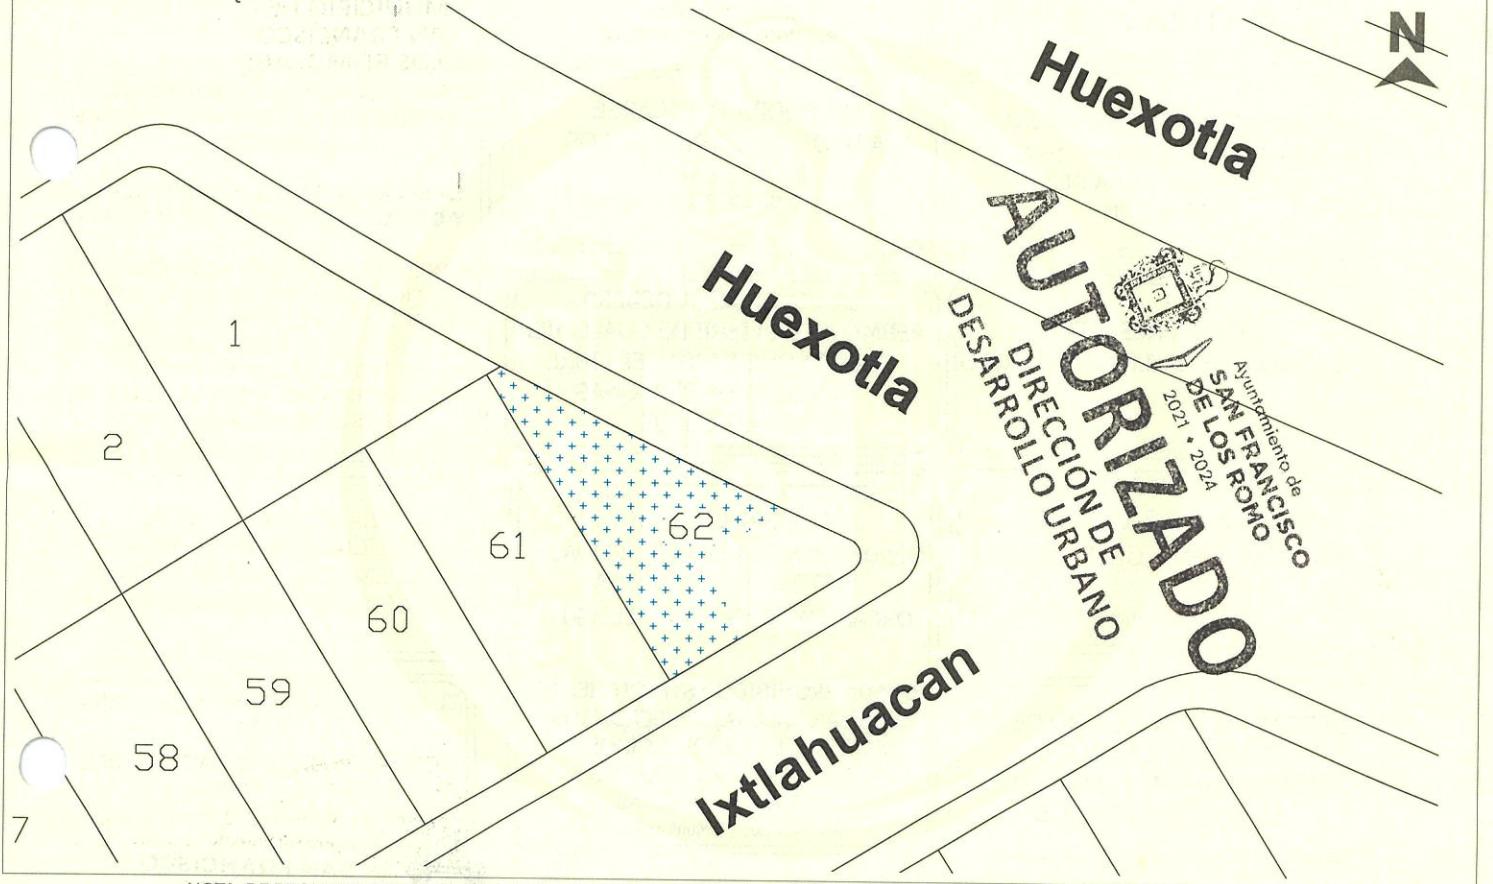 N
Huexotla
Huexotla
AUTORIZADO
DIRECCIÓN DE
DESARROLLO URBANO
Ayuntamiento de
SAN FRANCISCO
DE LOS ROMO
2021 • 2024
1
2
62
61
60
59
58
7
Ixtlahuacan